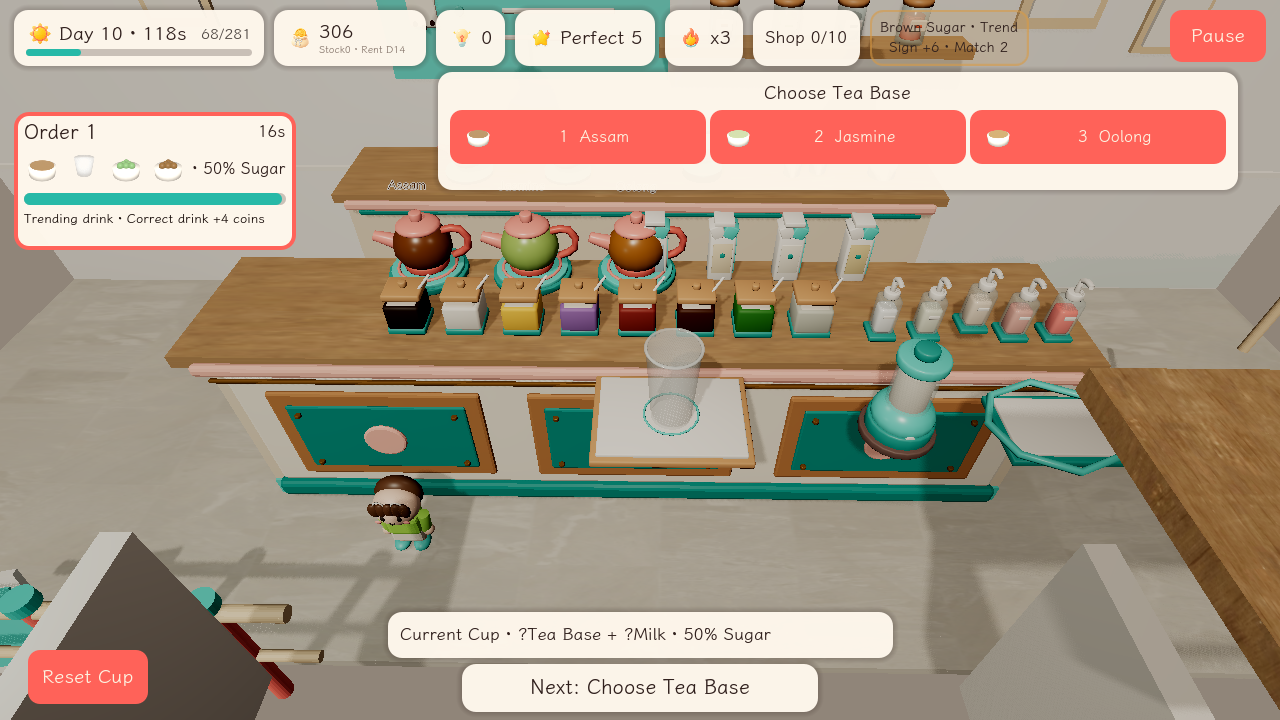 Day 10 • 118s
68/281
306
Stock0 • Rent D14
0
Perfect 5
x3
Shop 0/10
Brown Sugar • Trend
Sign +6 • Match 2
Pause
Choose Tea Base
1 Assam
2 Jasmine
3 Oolong
Order 1
16s
• 50% Sugar
Trending drink • Correct drink +4 coins
Assam
Current Cup • ?Tea Base + ?Milk • 50% Sugar
Next: Choose Tea Base
Reset Cup